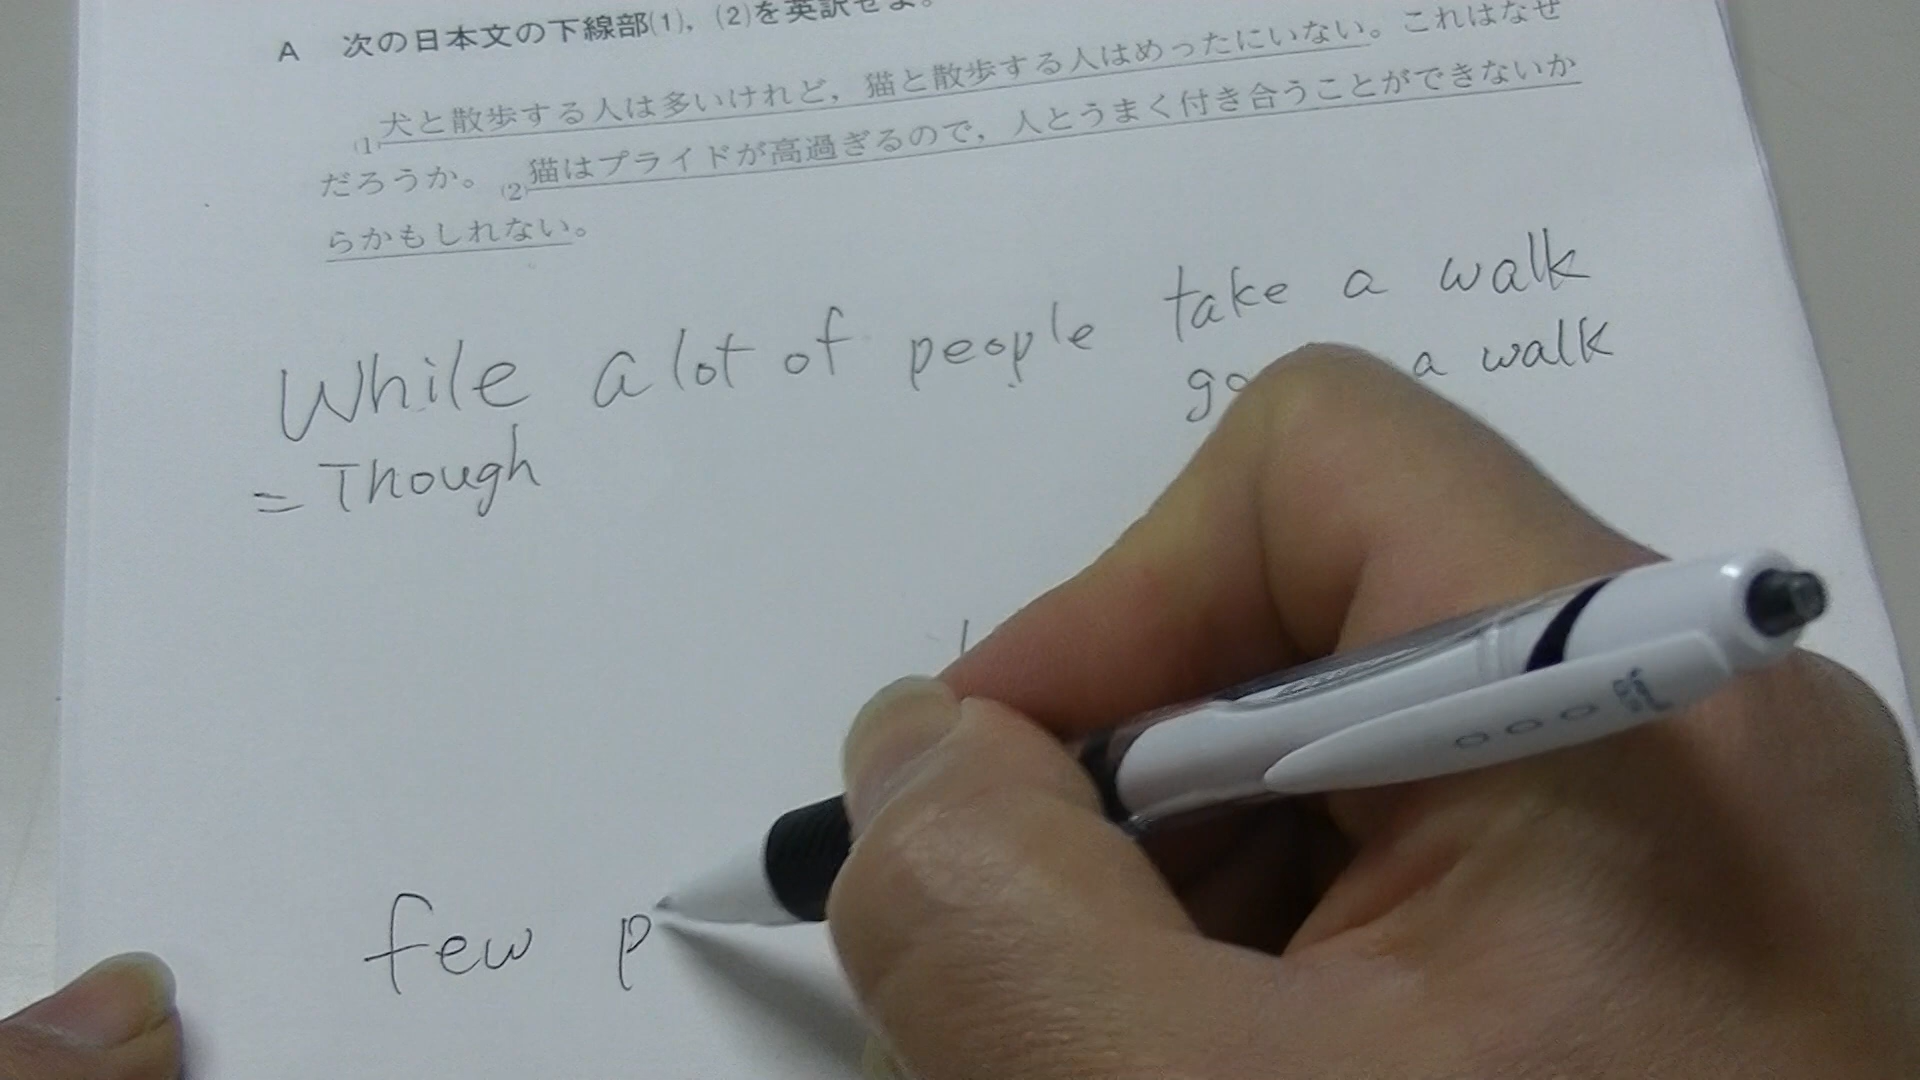 A 次の日本文の下線部(1), (2)を英訳せよ。
(1)犬と散歩する人は多いけれど，猫と散歩する人はめったにいない。これはなぜ
だろうか。(2)猫はプライドが高過ぎるので，人とうまく付き合うことができないか
らかもしれない。
While a lot of people take a walk
go a walk
= Though
few p